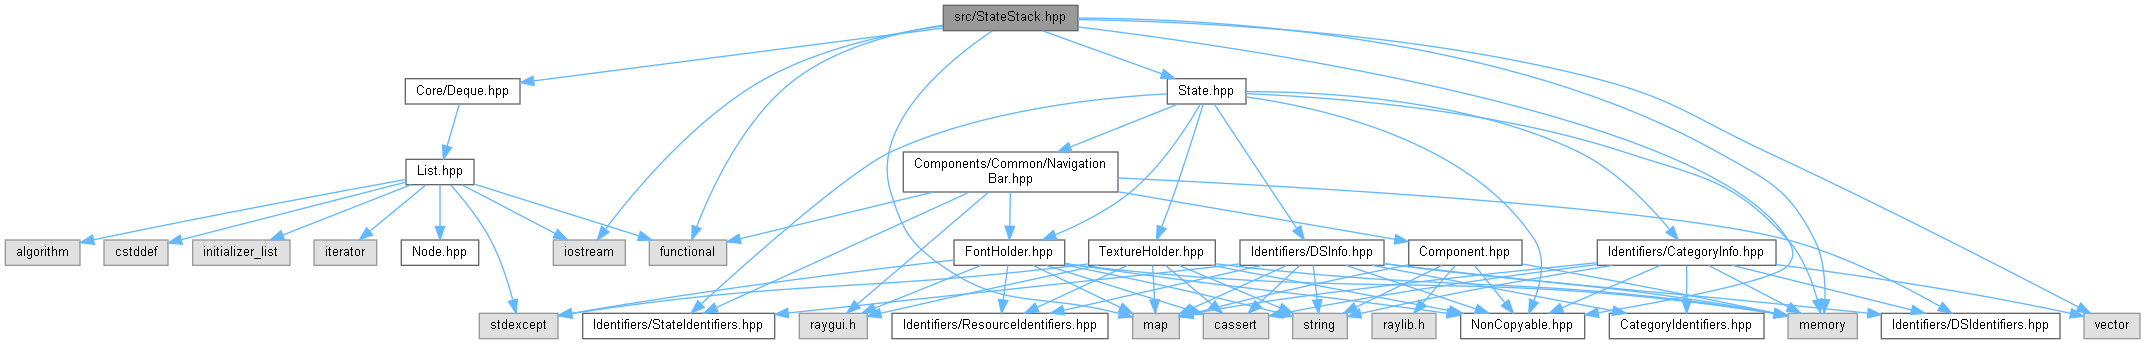 src/StateStack.hpp
Core/Deque.hpp
State.hpp
List.hpp
Components/Common/Navigation
Bar.hpp
algorithm
cstddef
initializer_list
iterator
Node.hpp
iostream
functional
FontHolder.hpp
TextureHolder.hpp
Identifiers/DSInfo.hpp
Component.hpp
Identifiers/CategoryInfo.hpp
stdexcept
Identifiers/StateIdentifiers.hpp
raygui.h
Identifiers/ResourceIdentifiers.hpp
map
cassert
string
raylib.h
NonCopyable.hpp
CategoryIdentifiers.hpp
memory
Identifiers/DSIdentifiers.hpp
vector